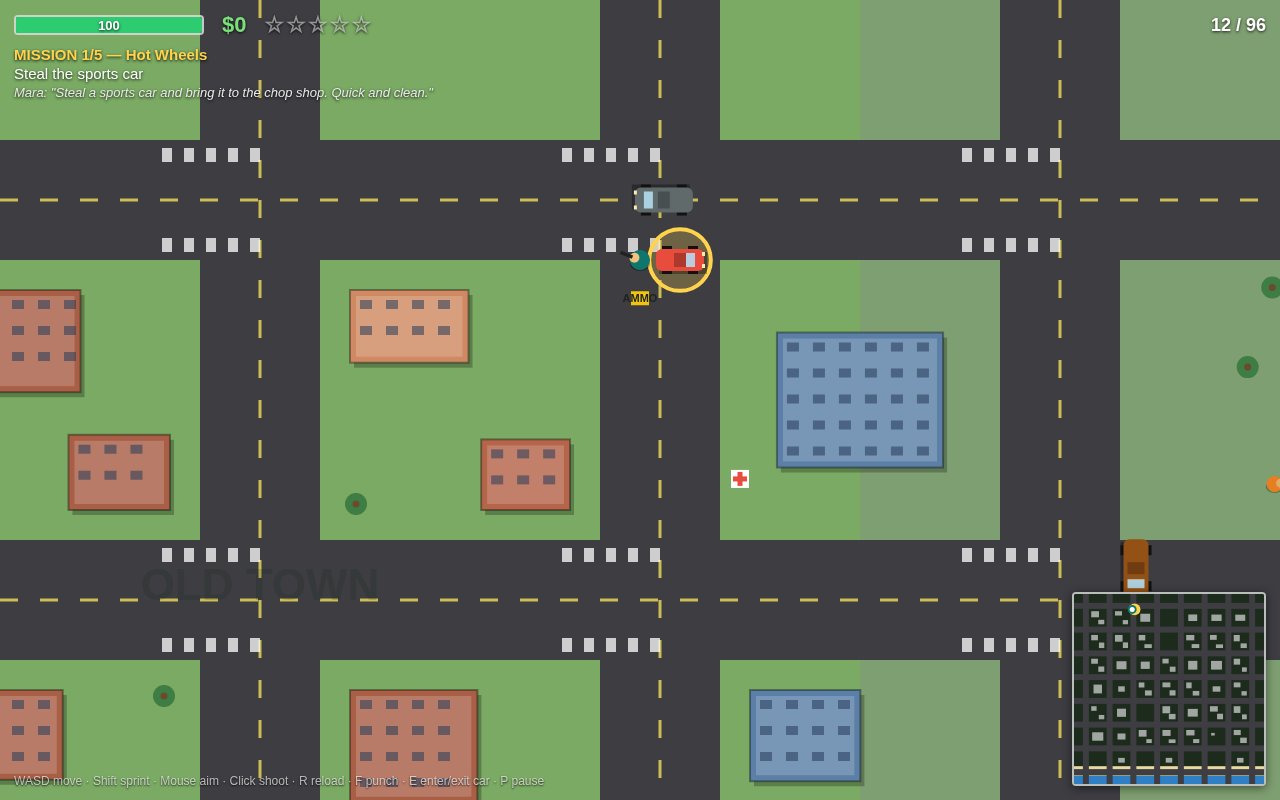 100 $0 ☆☆☆☆☆ 12 / 96
MISSION 1/5 — Hot Wheels
Steal the sports car
Mara: "Steal a sports car and bring it to the chop shop. Quick and clean."
AMMO
OLD TOWN
WASD move · Shift sprint · Mouse aim · Click shoot · R reload · F punch · E enter/exit car · P pause